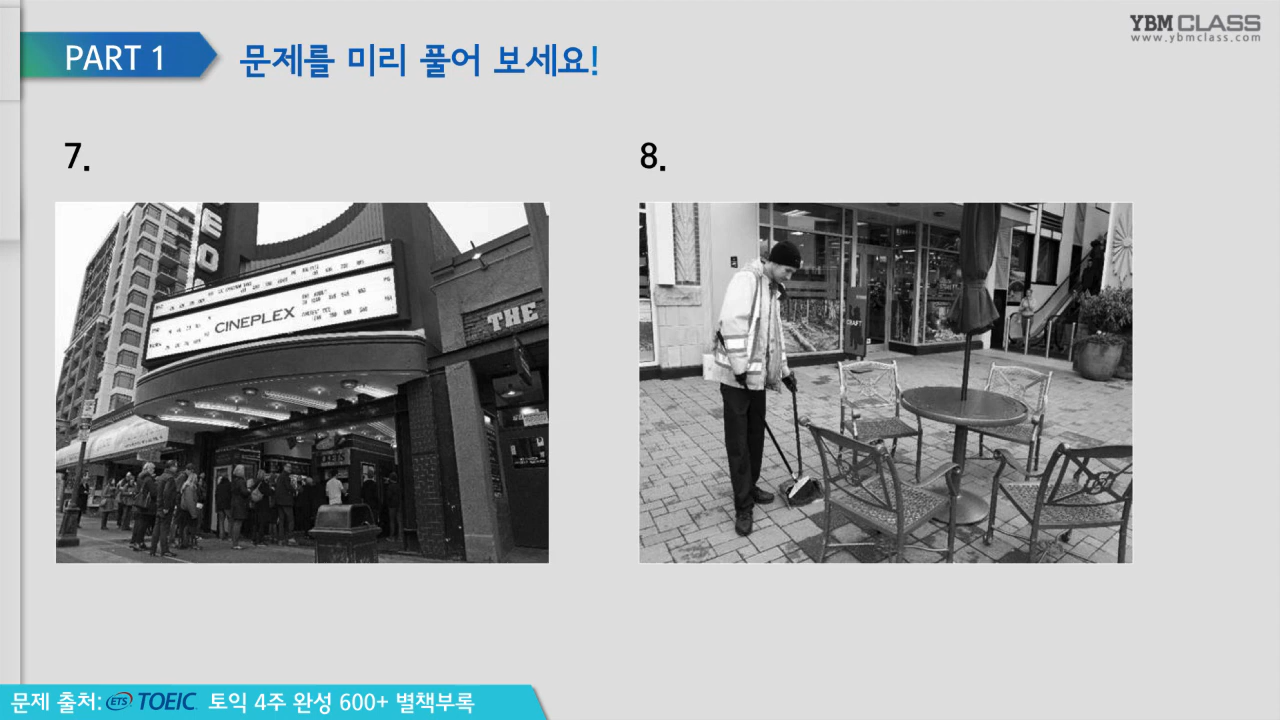 YBM CLASS
www.ybmclass.com
PART 1
문제를 미리 풀어 보세요!
7.
8.
EO
CINEPLEX
THE
TICKETS
CRAFT
문제 출처: ETS TOEIC 토익 4주 완성 600+ 별책부록